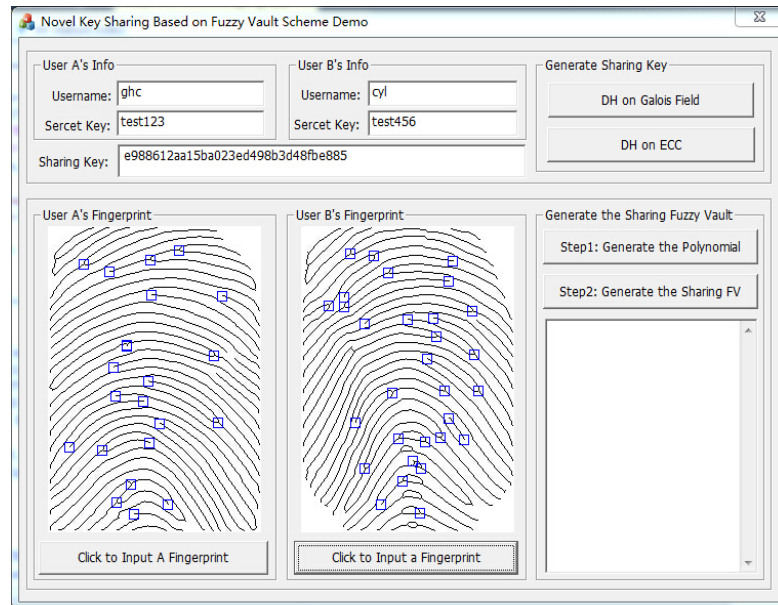 Novel Key Sharing Based on Fuzzy Vault Scheme Demo
User A's Info
Username: ghc
Sercet Key: test123
User B's Info
Username: cyl
Sercet Key: test456
Sharing Key: e988612aa15ba023ed498b3d48fbe885
Generate Sharing Key
DH on Galois Field
DH on ECC
User A's Fingerprint
Click to Input A Fingerprint
User B's Fingerprint
Click to Input a Fingerprint
Generate the Sharing Fuzzy Vault
Step1: Generate the Polynomial
Step2: Generate the Sharing FV